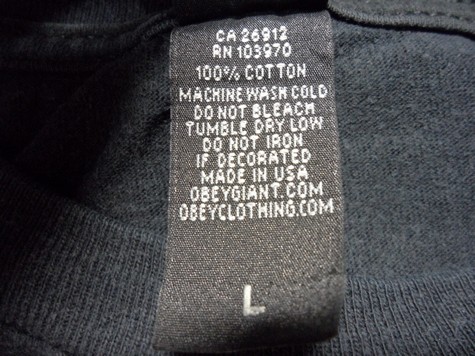 CA 26912
RN 103970
100% COTTON
MACHINE WASH COLD
DO NOT BLEACH
TUMBLE DRY LOW
DO NOT IRON
IF DECORATED
MADE IN USA
OBEYGIANT.COM
OBEYCLOTHING.COM
L